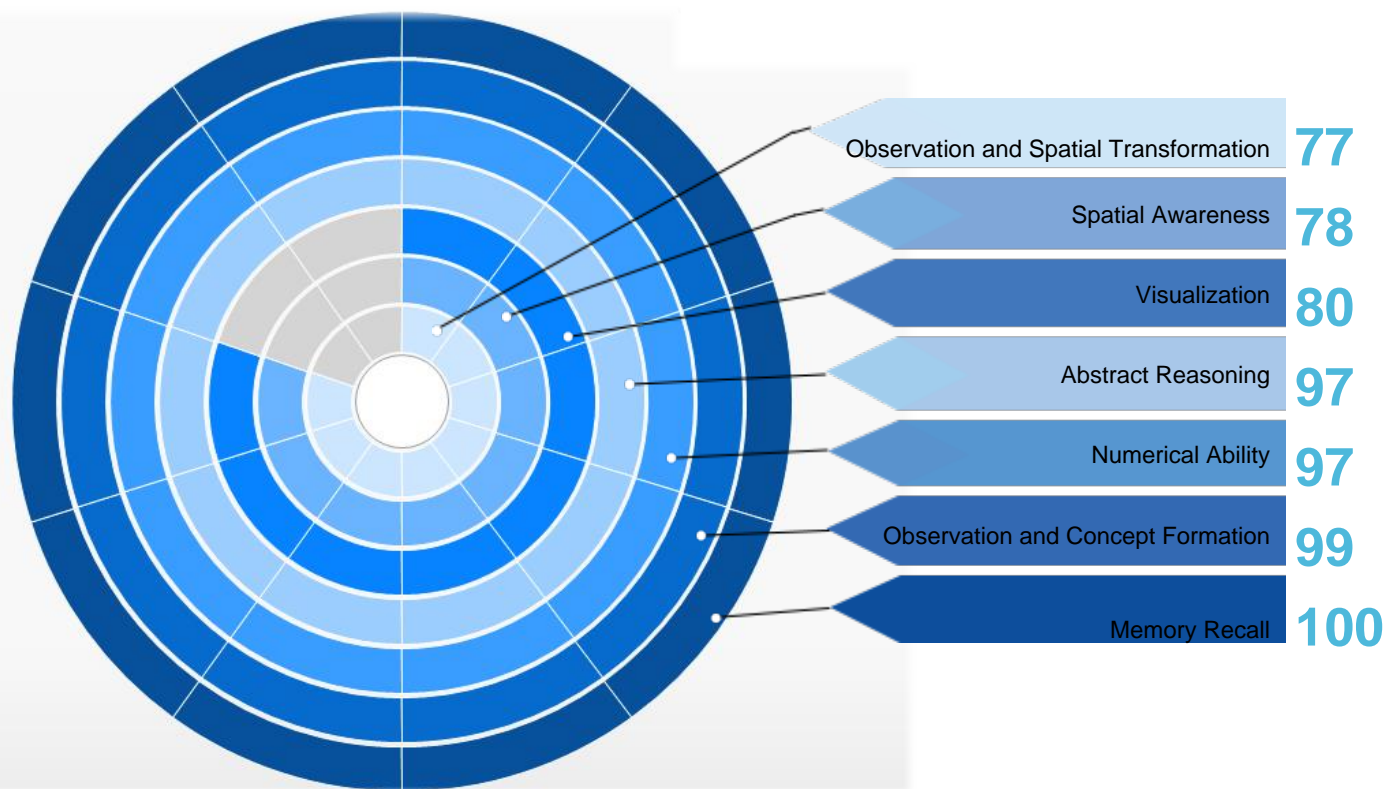 Observation and Spatial Transformation 77
Spatial Awareness 78
Visualization 80
Abstract Reasoning 97
Numerical Ability 97
Observation and Concept Formation 99
Memory Recall 100